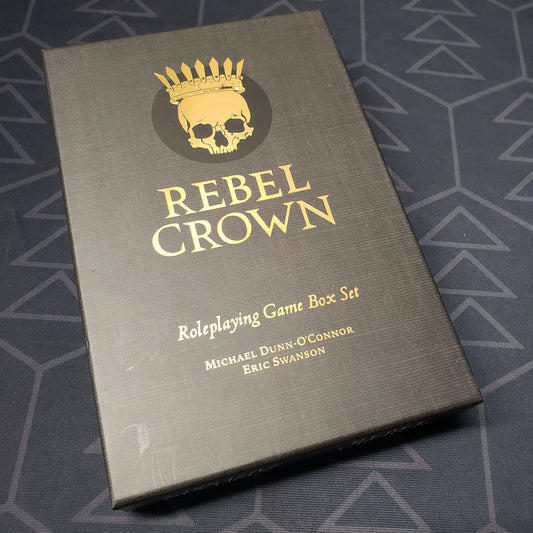 REBEL
CROWN
Roleplaying Game Box Set
MICHAEL DUNN-O'CONNOR
ERIC SWANSON